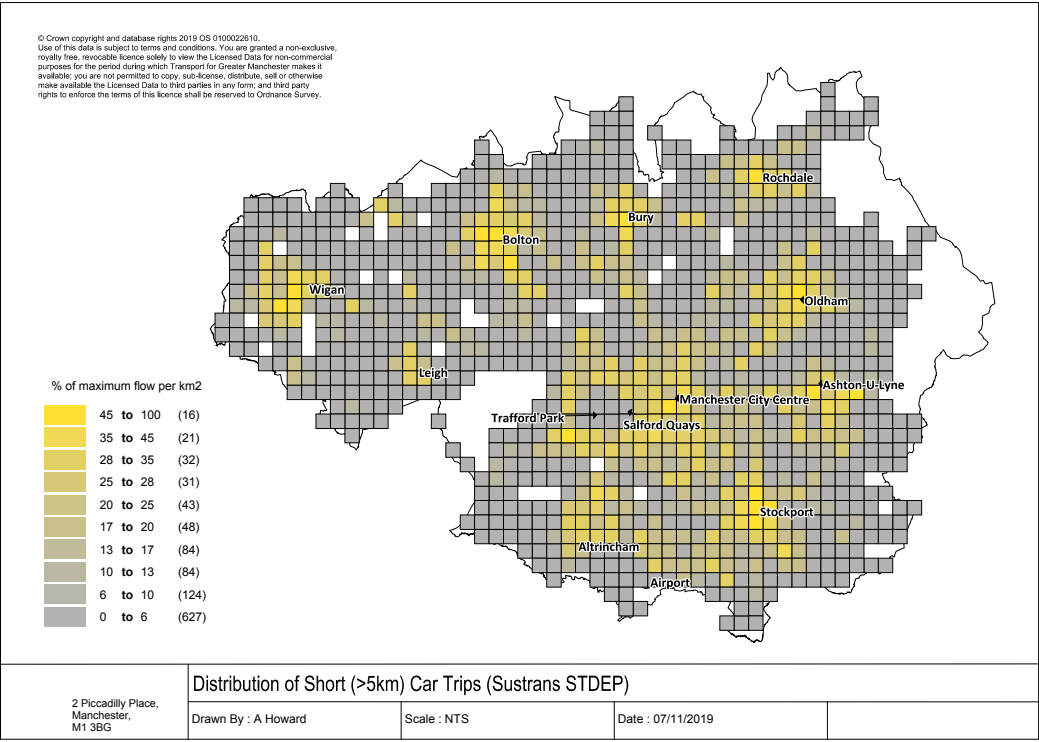 © Crown copyright and database rights 2019 OS 0100022610.
Use of this data is subject to terms and conditions. You are granted a non-exclusive,
royalty free, revocable licence solely to view the Licensed Data for non-commercial
purposes for the period during which Transport for Greater Manchester makes it
available; you are not permitted to copy, sub-license, distribute, sell or otherwise
make available the Licensed Data to third parties in any form; and third party
rights to enforce the terms of this licence shall be reserved to Ordnance Survey.
Rochdale
Bury
Bolton
Wigan
Oldham
Leigh
Ashton-U-Lyne
Manchester City Centre
Trafford Park
Salford Quays
Stockport
Altrincham
Airport
% of maximum flow per km2
45 to 100 (16)
35 to 45 (21)
28 to 35 (32)
25 to 28 (31)
20 to 25 (43)
17 to 20 (48)
13 to 17 (84)
10 to 13 (84)
6 to 10 (124)
0 to 6 (627)
2 Piccadilly Place,
Manchester,
M1 3BG
Distribution of Short (>5km) Car Trips (Sustrans STDEP)
Drawn By : A Howard
Scale : NTS
Date : 07/11/2019